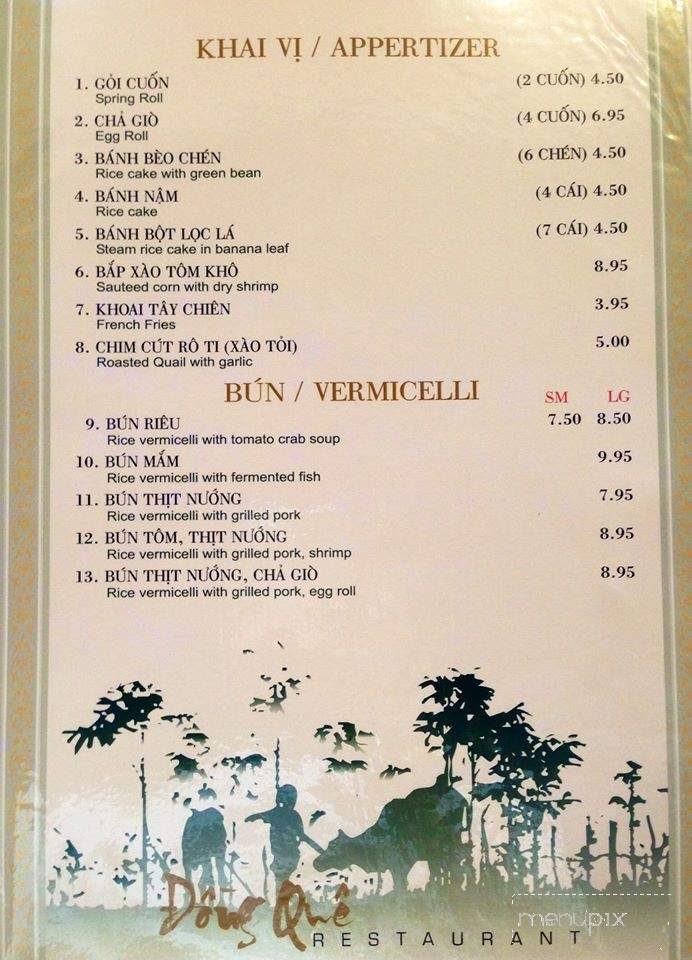 KHAI VỊ / APPERTIZER
1. GỎI CUỐN (2 CUỐN) 4.50
Spring Roll
2. CHẢ GIÒ (4 CUỐN) 6.95
Egg Roll
3. BÁNH BÈO CHÉN (6 CHÉN) 4.50
Rice cake with green bean
4. BÁNH NẬM (4 CÁI) 4.50
Rice cake
5. BÁNH BỘT LỌC LÁ (7 CÁI) 4.50
Steam rice cake in banana leaf
6. BẮP XÀO TÔM KHÔ 8.95
Sauteed corn with dry shrimp
7. KHOAI TÂY CHIÊN 3.95
French Fries
8. CHIM CÚT RÔ TI (XÀO TỎI) 5.00
Roasted Quail with garlic
BÚN / VERMICELLI SM LG
9. BÚN RIÊU 7.50 8.50
Rice vermicelli with tomato crab soup
10. BÚN MẮM 9.95
Rice vermicelli with fermented fish
11. BÚN THỊT NƯỚNG 7.95
Rice vermicelli with grilled pork
12. BÚN TÔM, THỊT NƯỚNG 8.95
Rice vermicelli with grilled pork, shrimp
13. BÚN THỊT NƯỚNG, CHẢ GIÒ 8.95
Rice vermicelli with grilled pork, egg roll
Đồng Quê
RESTAURANT
menupix